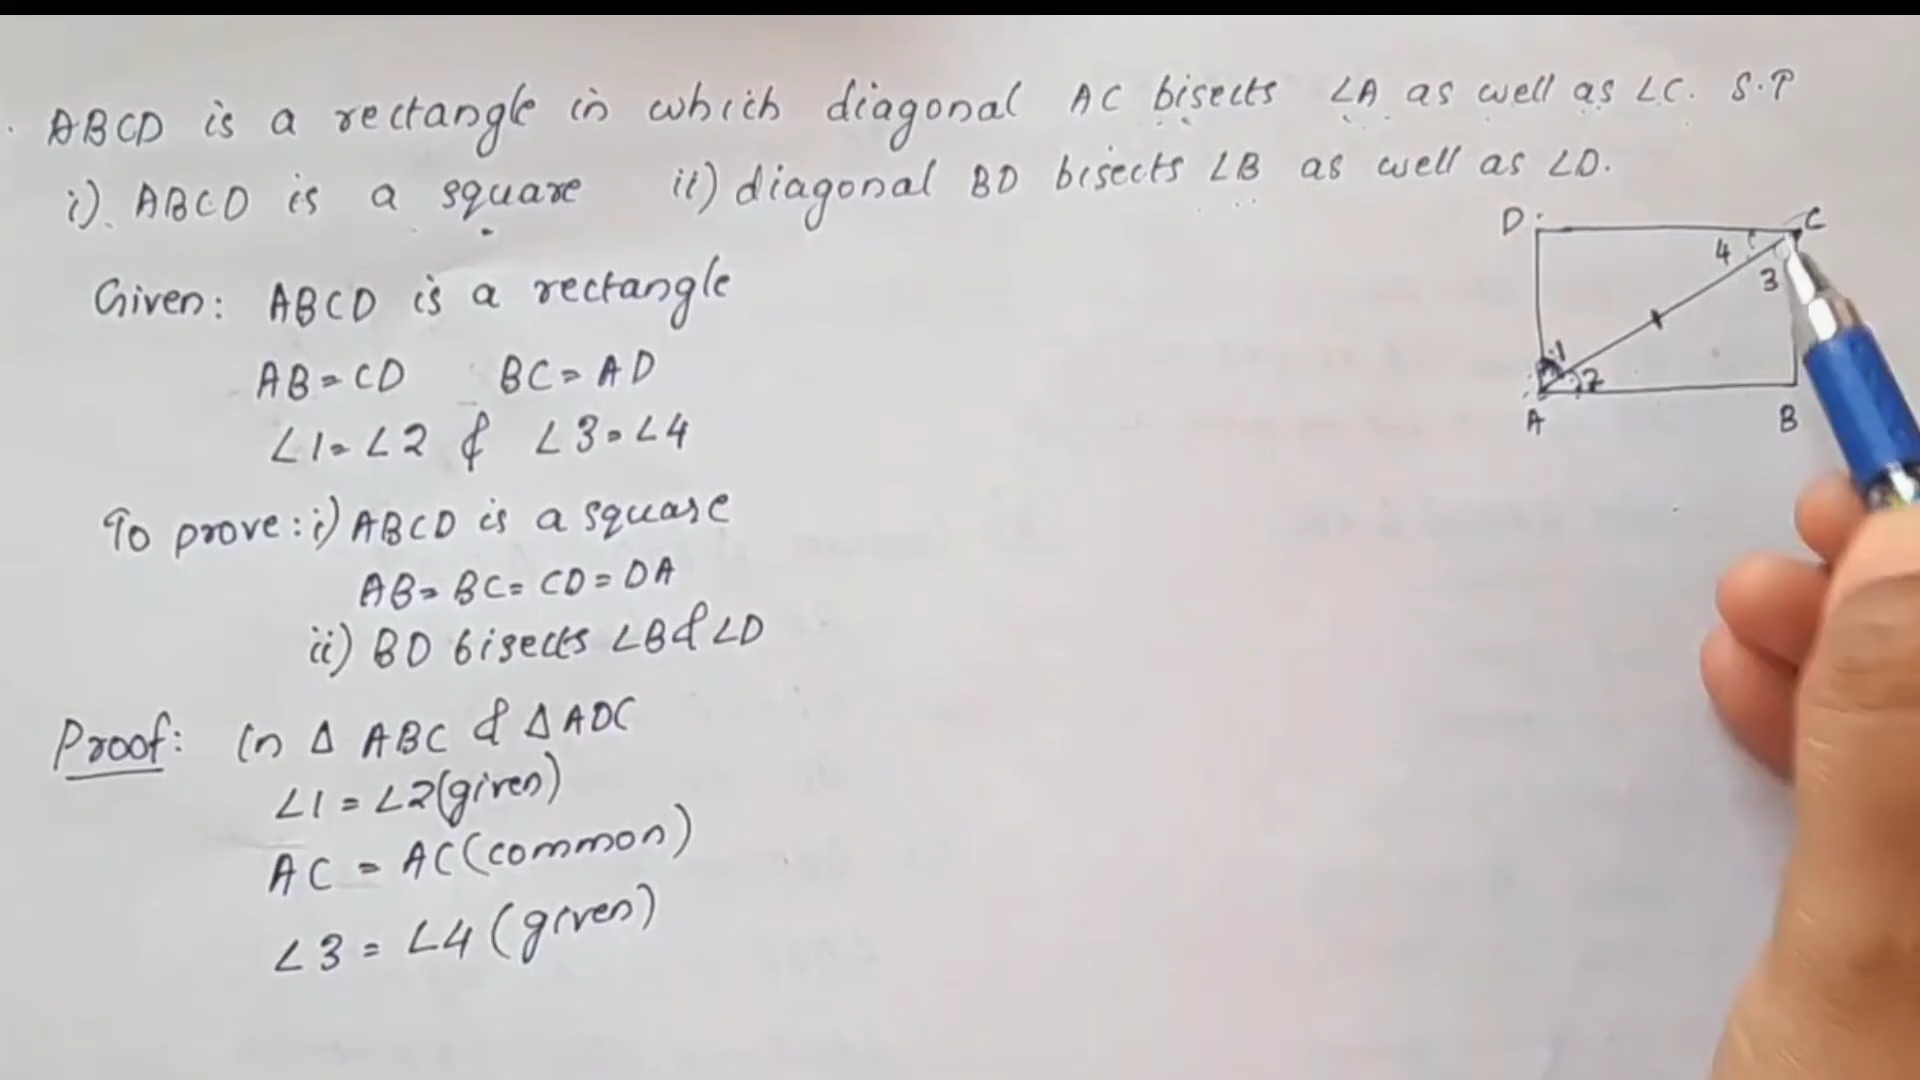 ABCD is a rectangle in which diagonal AC bisects ∠A as well as ∠C. S.P
i). ABCD is a square ii) diagonal BD bisects ∠B as well as ∠D.
D C
4
3
1
2
A B
Given: ABCD is a rectangle
AB = CD BC = AD
∠1 = ∠2 & ∠3 = ∠4
To prove: i) ABCD is a square
AB = BC = CD = DA
ii) BD bisects ∠B & ∠D
Proof: In Δ ABC & Δ ADC
∠1 = ∠2 (given)
AC = AC (common)
∠3 = ∠4 (given)